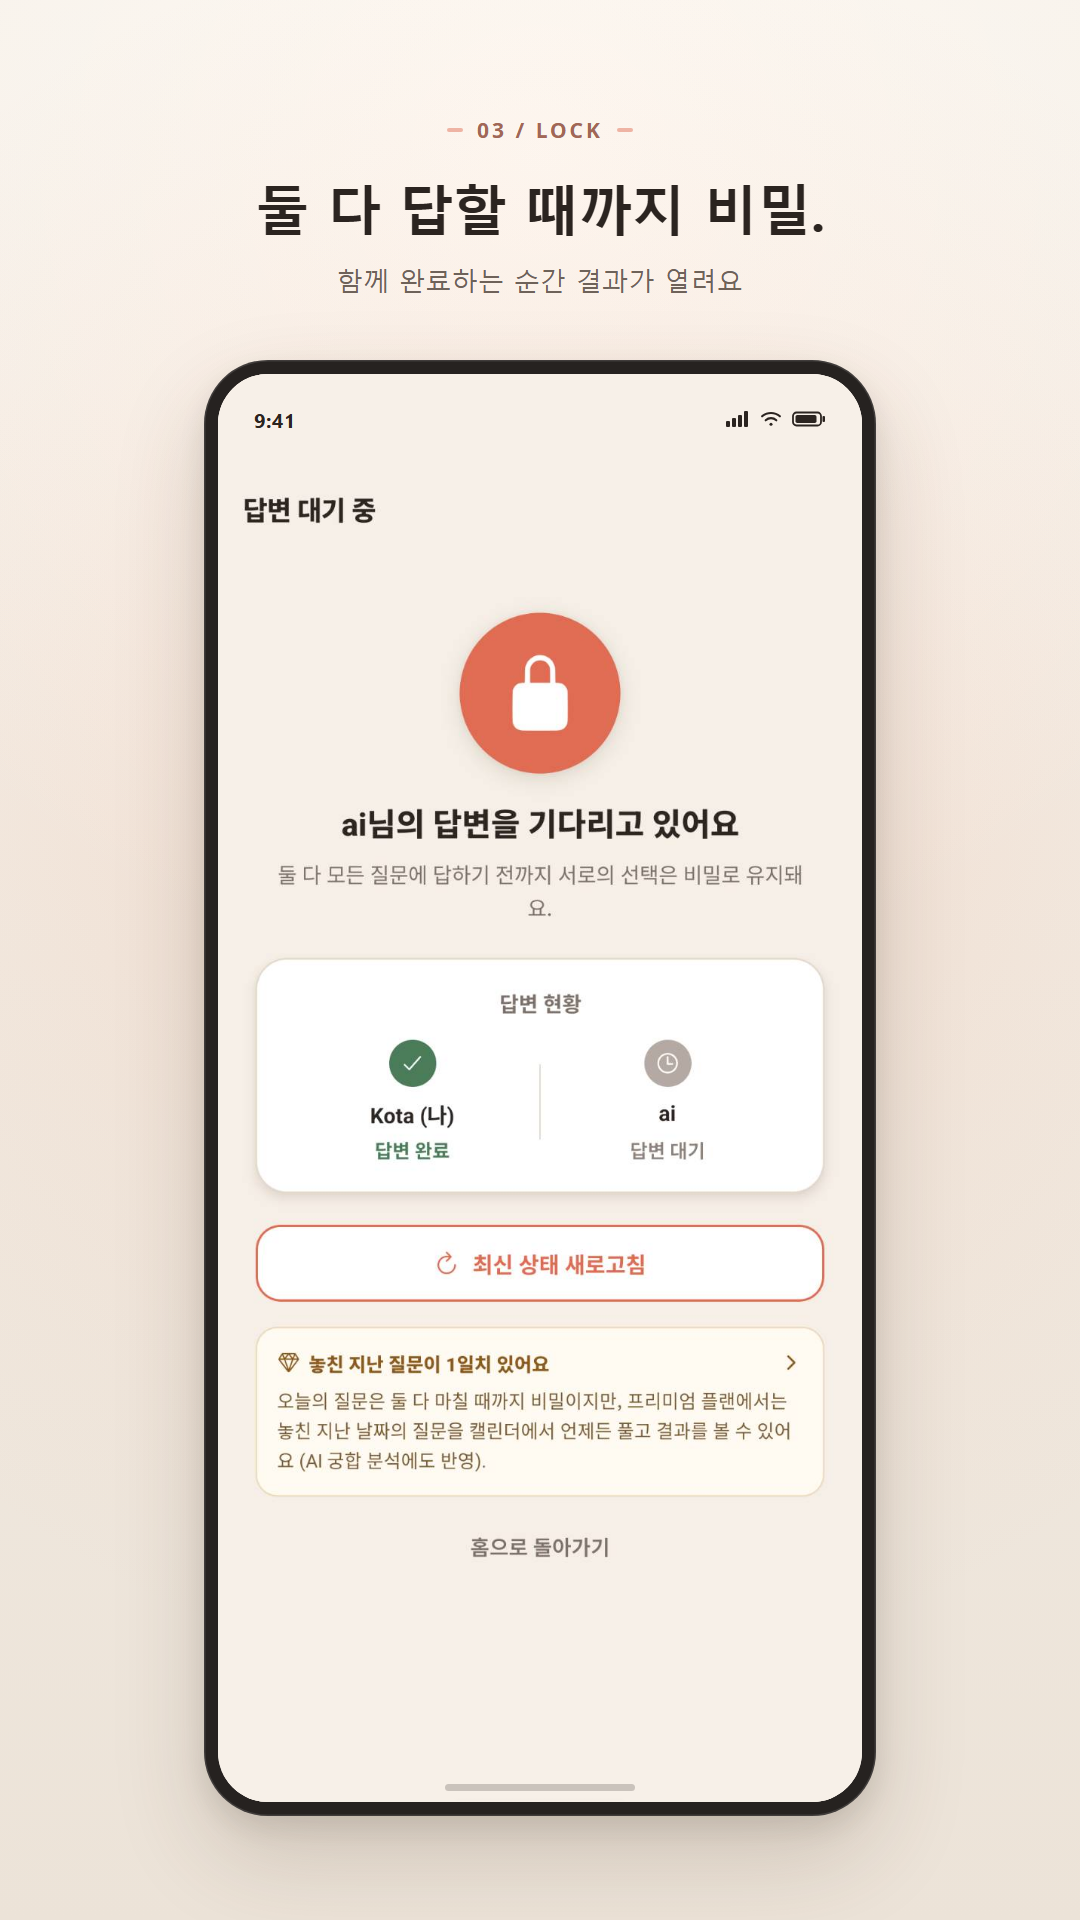 03 / LOCK
둘 다 답할 때까지 비밀.
함께 완료하는 순간 결과가 열려요
9:41
답변 대기 중
ai님의 답변을 기다리고 있어요
둘 다 모든 질문에 답하기 전까지 서로의 선택은 비밀로 유지돼
요.
답변 현황
Kota (나)
답변 완료
ai
답변 대기
최신 상태 새로고침
놓친 지난 질문이 1일치 있어요
오늘의 질문은 둘 다 마칠 때까지 비밀이지만, 프리미엄 플랜에서는
놓친 지난 날짜의 질문을 캘린더에서 언제든 풀고 결과를 볼 수 있어
요 (AI 궁합 분석에도 반영).
홈으로 돌아가기